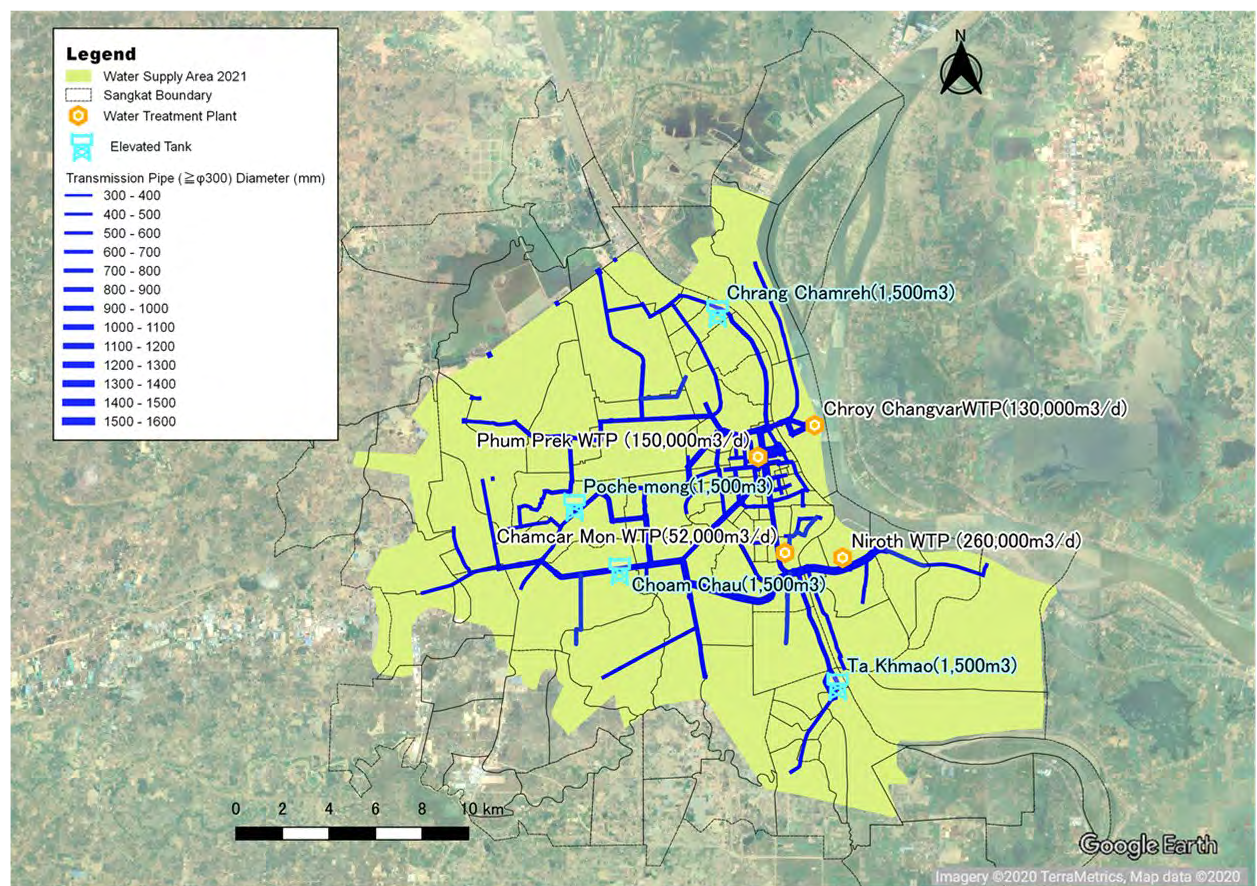 N
Legend
Water Supply Area 2021
Sangkat Boundary
Water Treatment Plant
Elevated Tank
Transmission Pipe (≧φ300) Diameter (mm)
300 - 400
400 - 500
500 - 600
600 - 700
700 - 800
800 - 900
900 - 1000
1000 - 1100
1100 - 1200
1200 - 1300
1300 - 1400
1400 - 1500
1500 - 1600
Chrang Chamreh(1,500m3)
Chroy ChangvarWTP(130,000m3/d)
Phum Prek WTP (150,000m3/d)
Poche mong(1,500m3)
Chamcar Mon WTP(52,000m3/d)
Niroth WTP (260,000m3/d)
Choam Chau(1,500m3)
Ta Khmao(1,500m3)
0 2 4 6 8 10 km
Google Earth
Imagery ©2020 TerraMetrics, Map data ©2020